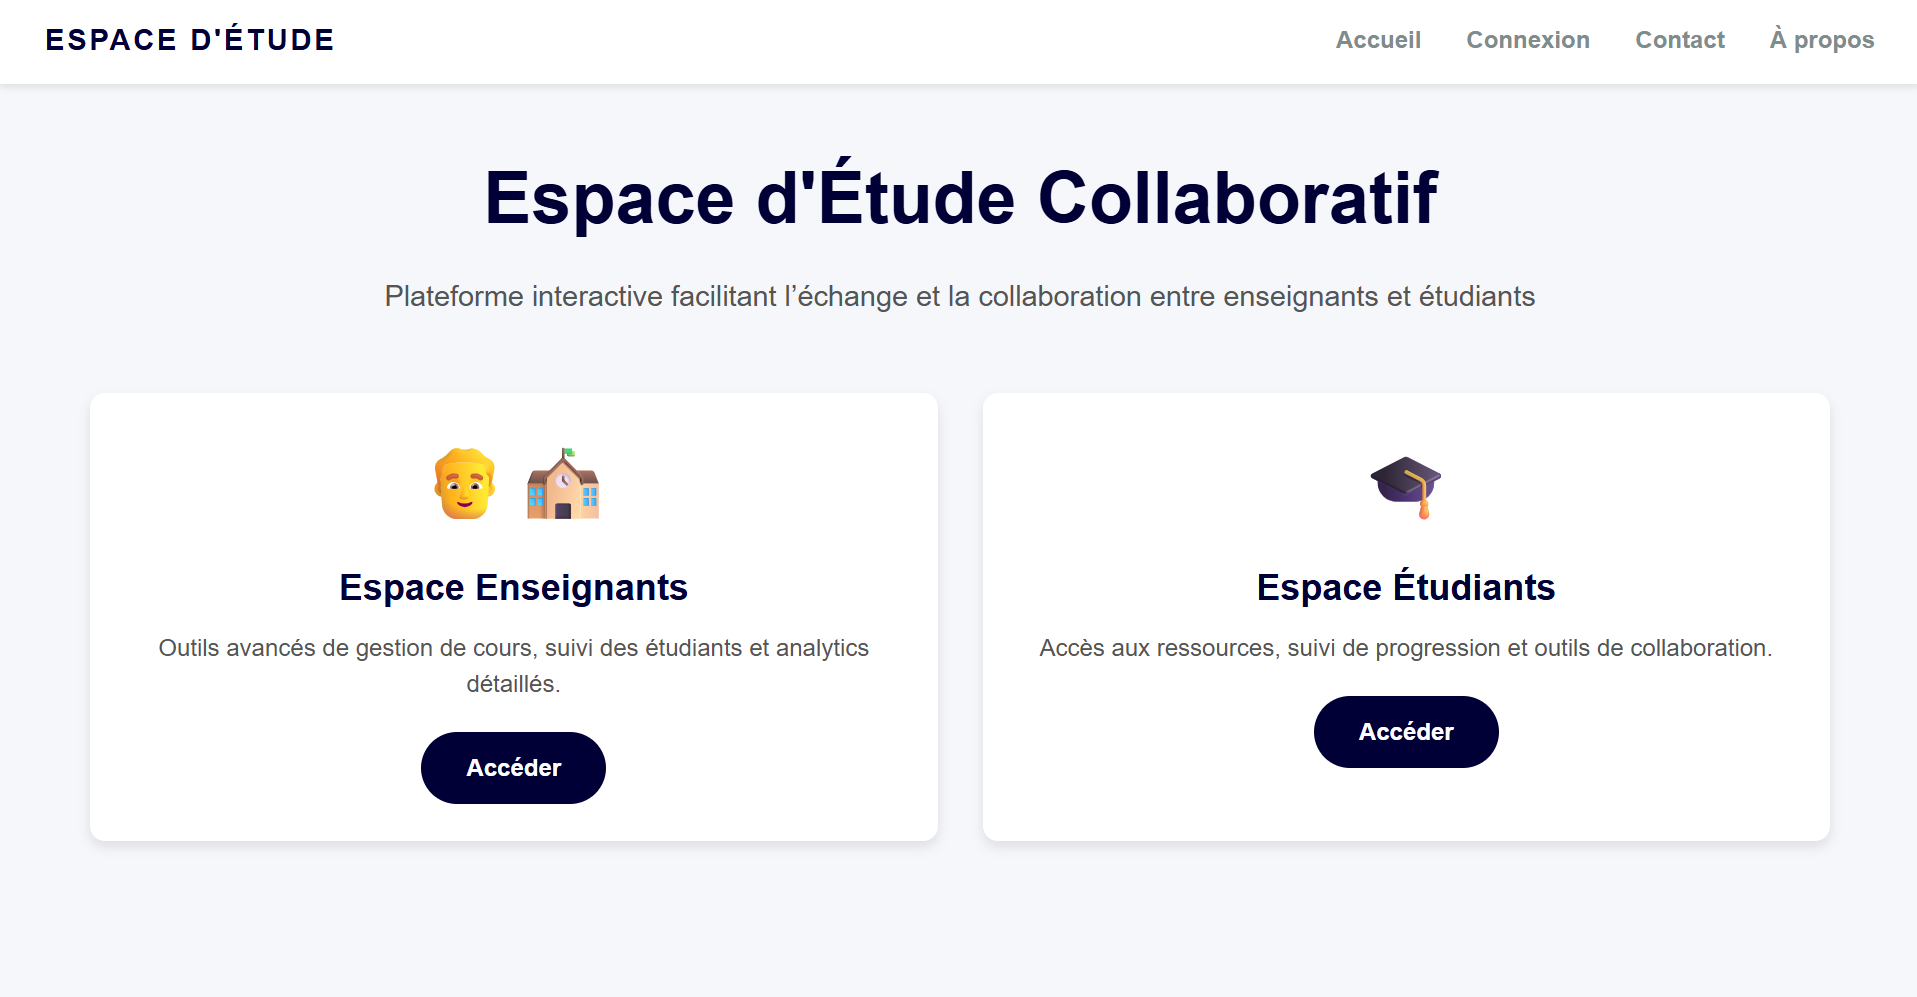 ESPACE D'ÉTUDE
Accueil
Connexion
Contact
À propos
Espace d'Étude Collaboratif
Plateforme interactive facilitant l’échange et la collaboration entre enseignants et étudiants
Espace Enseignants
Outils avancés de gestion de cours, suivi des étudiants et analytics
détaillés.
Accéder
Espace Étudiants
Accès aux ressources, suivi de progression et outils de collaboration.
Accéder